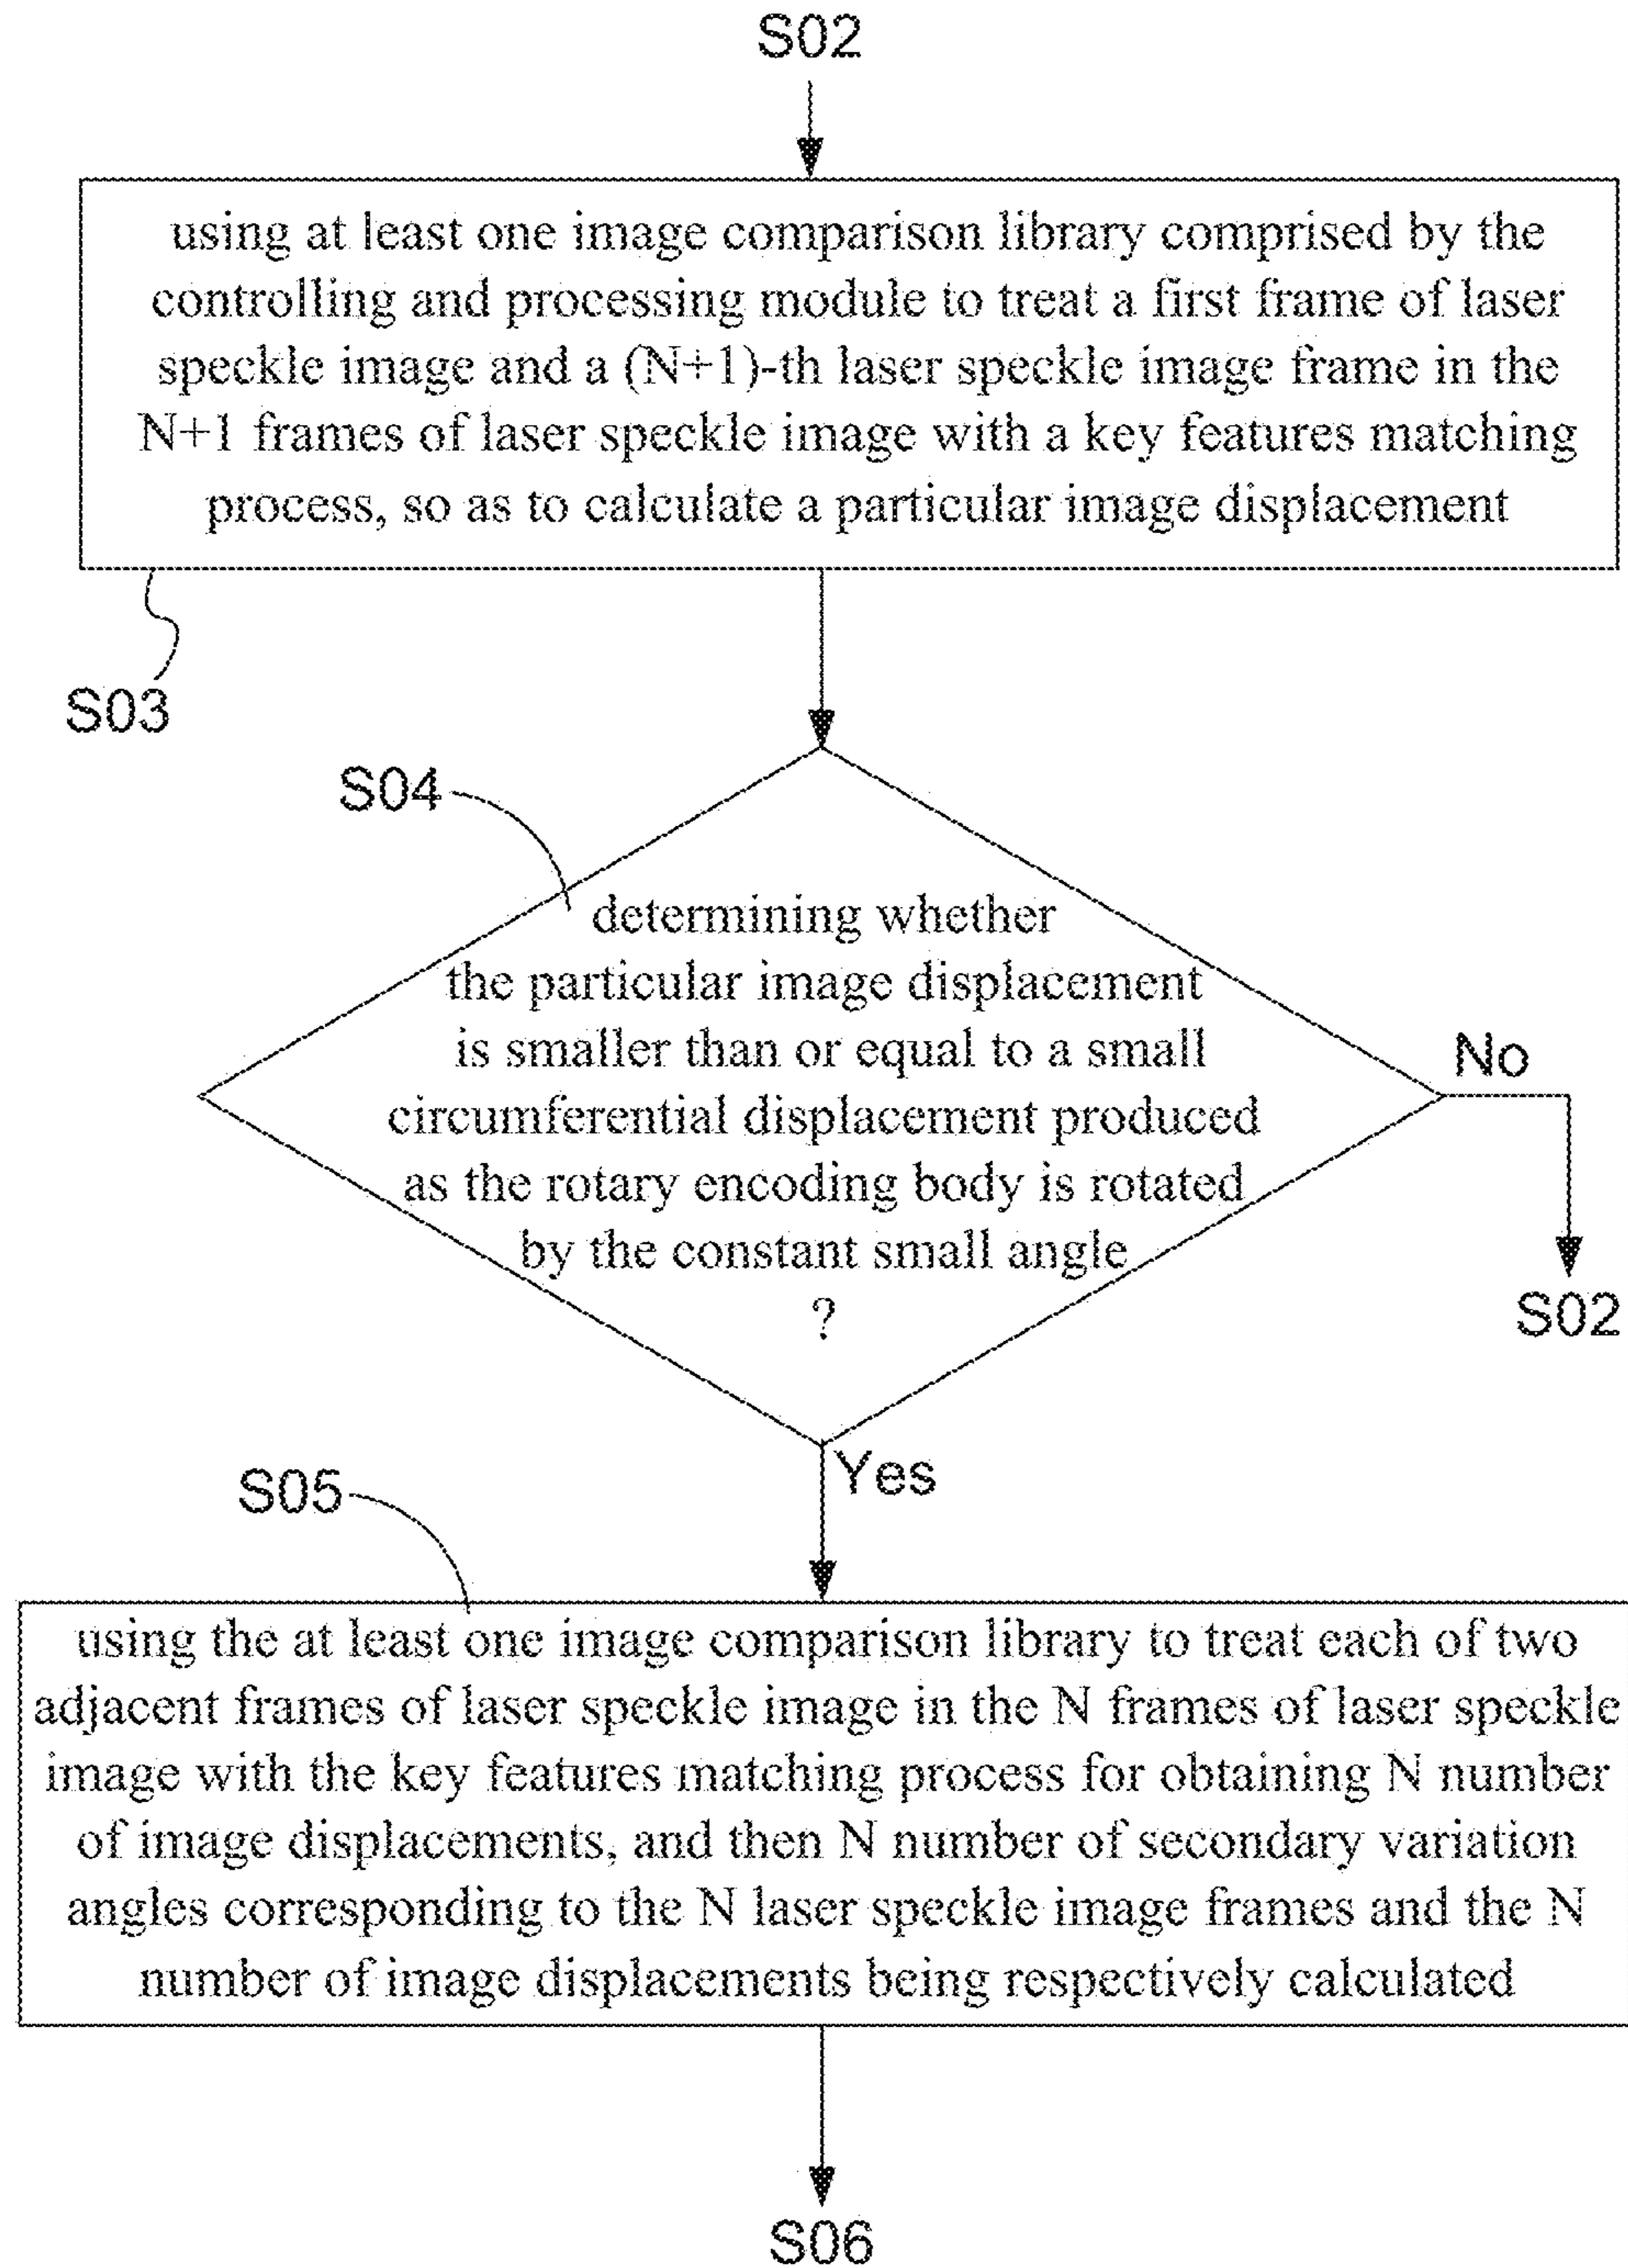 S02
using at least one image comparison library comprised by the
controlling and processing module to treat a first frame of laser
speckle image and a (N+1)-th laser speckle image frame in the
N+1 frames of laser speckle image with a key features matching
process, so as to calculate a particular image displacement
S03
S04
determining whether
the particular image displacement
is smaller than or equal to a small
circumferential displacement produced
as the rotary encoding body is rotated
by the constant small angle
?
No
S02
Yes
S05
using the at least one image comparison library to treat each of two
adjacent frames of laser speckle image in the N frames of laser speckle
image with the key features matching process for obtaining N number
of image displacements, and then N number of secondary variation
angles corresponding to the N laser speckle image frames and the N
number of image displacements being respectively calculated
S06